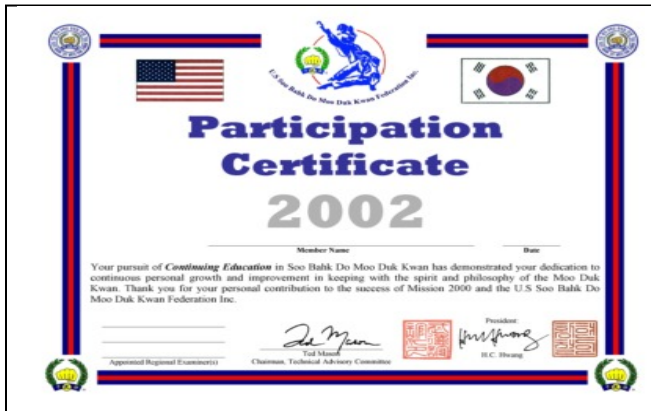 U.S Soo Bahk Do Moo Duk Kwan Federation Inc.
Participation
Certificate
2002
Member Name
Date
Your pursuit of Continuing Education in Soo Bahk Do Moo Duk Kwan has demonstrated your dedication to
continuous personal growth and improvement in keeping with the spirit and philosophy of the Moo Duk
Kwan. Thank you for your personal contribution to the success of Mission 2000 and the U.S Soo Bahk Do
Moo Duk Kwan Federation Inc.
President:
Appointed Regional Examiner(s)
Ted Mason
Chairman, Technical Advisory Committee
H.C. Hwang